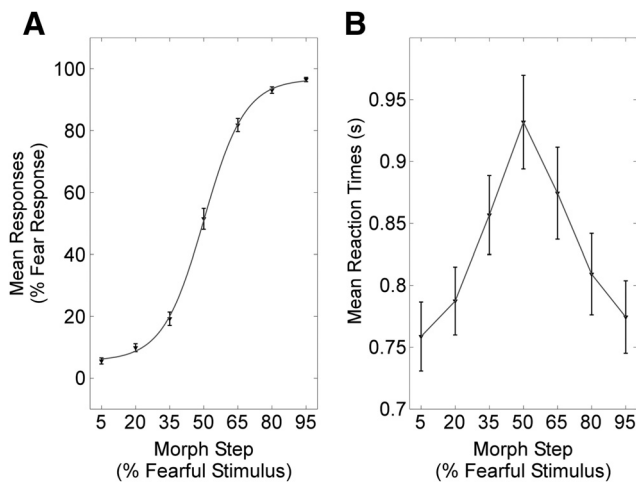 A
Mean Responses
(% Fear Response)
100
80
60
40
20
0
5 20 35 50 65 80 95
Morph Step
(% Fearful Stimulus)
B
Mean Reaction Times (s)
0.95
0.9
0.85
0.8
0.75
0.7
5 20 35 50 65 80 95
Morph Step
(% Fearful Stimulus)